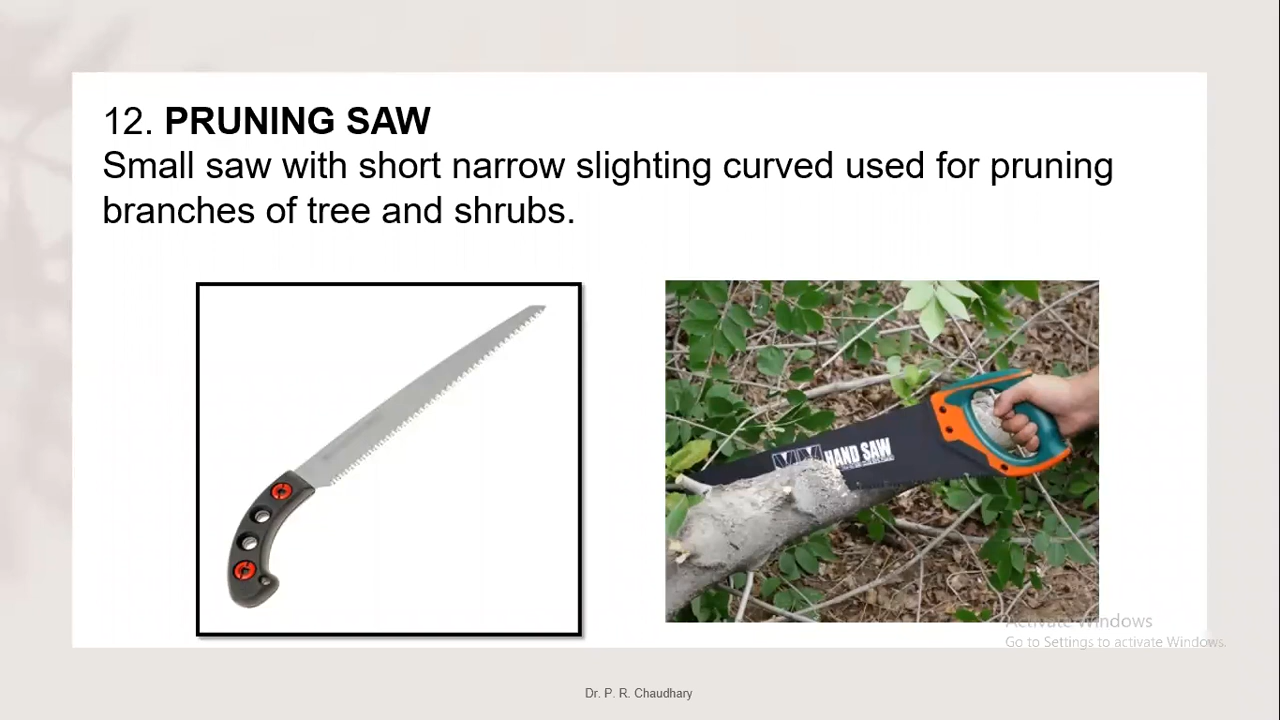 12. PRUNING SAW
Small saw with short narrow slighting curved used for pruning
branches of tree and shrubs.
HAND SAW
Activate Windows
Go to Settings to activate Windows.
Dr. P. R. Chaudhary